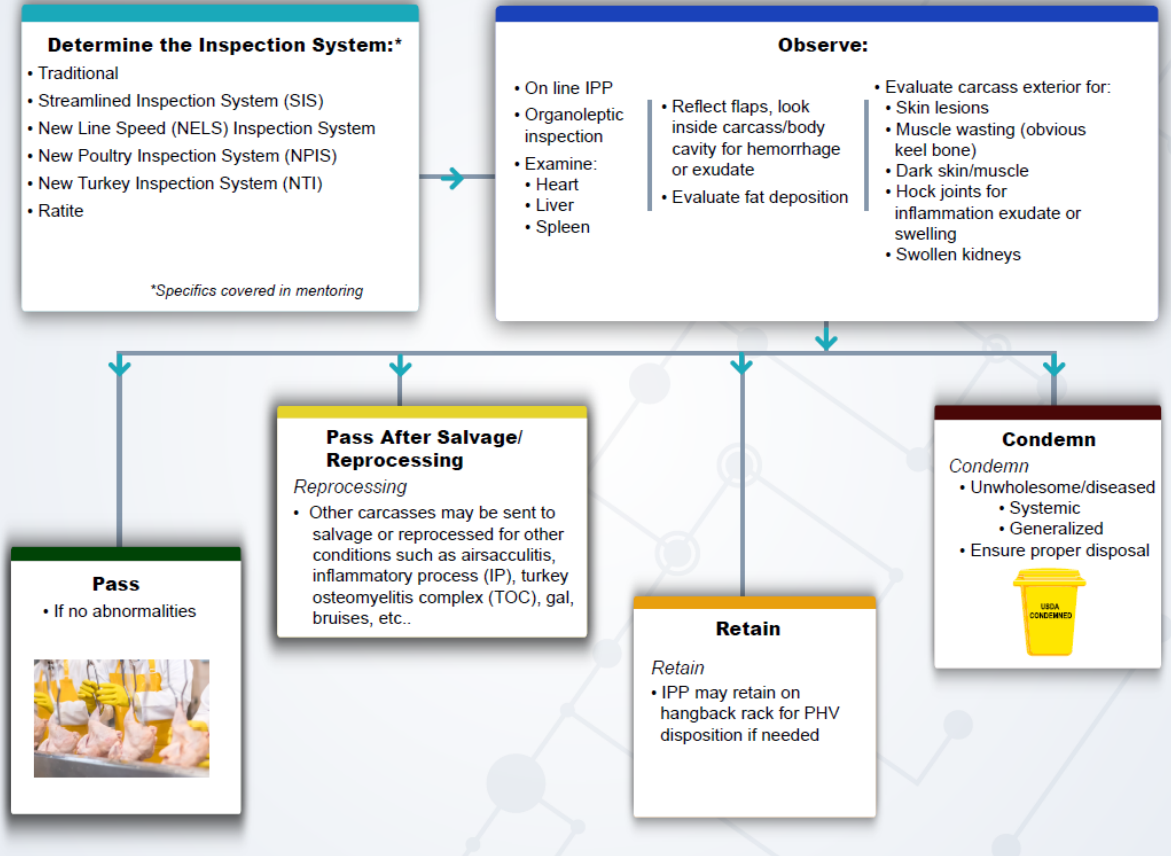 Determine the Inspection System:*
• Traditional
• Streamlined Inspection System (SIS)
• New Line Speed (NELS) Inspection System
• New Poultry Inspection System (NPIS)
• New Turkey Inspection System (NTI)
• Ratite
*Specifics covered in mentoring
Observe:
• On line IPP
• Organoleptic
inspection
• Examine:
• Heart
• Liver
• Spleen
• Reflect flaps, look
inside carcass/body
cavity for hemorrhage
or exudate
• Evaluate fat deposition
• Evaluate carcass exterior for:
• Skin lesions
• Muscle wasting (obvious
keel bone)
• Dark skin/muscle
• Hock joints for
inflammation exudate or
swelling
• Swollen kidneys
Pass
• If no abnormalities
Pass After Salvage/
Reprocessing
Reprocessing
• Other carcasses may be sent to
salvage or reprocessed for other
conditions such as airsacculitis,
inflammatory process (IP), turkey
osteomyelitis complex (TOC), gal,
bruises, etc..
Retain
Retain
• IPP may retain on
hangback rack for PHV
disposition if needed
Condemn
Condemn
• Unwholesome/diseased
• Systemic
• Generalized
• Ensure proper disposal
USDA
CONDEMNED